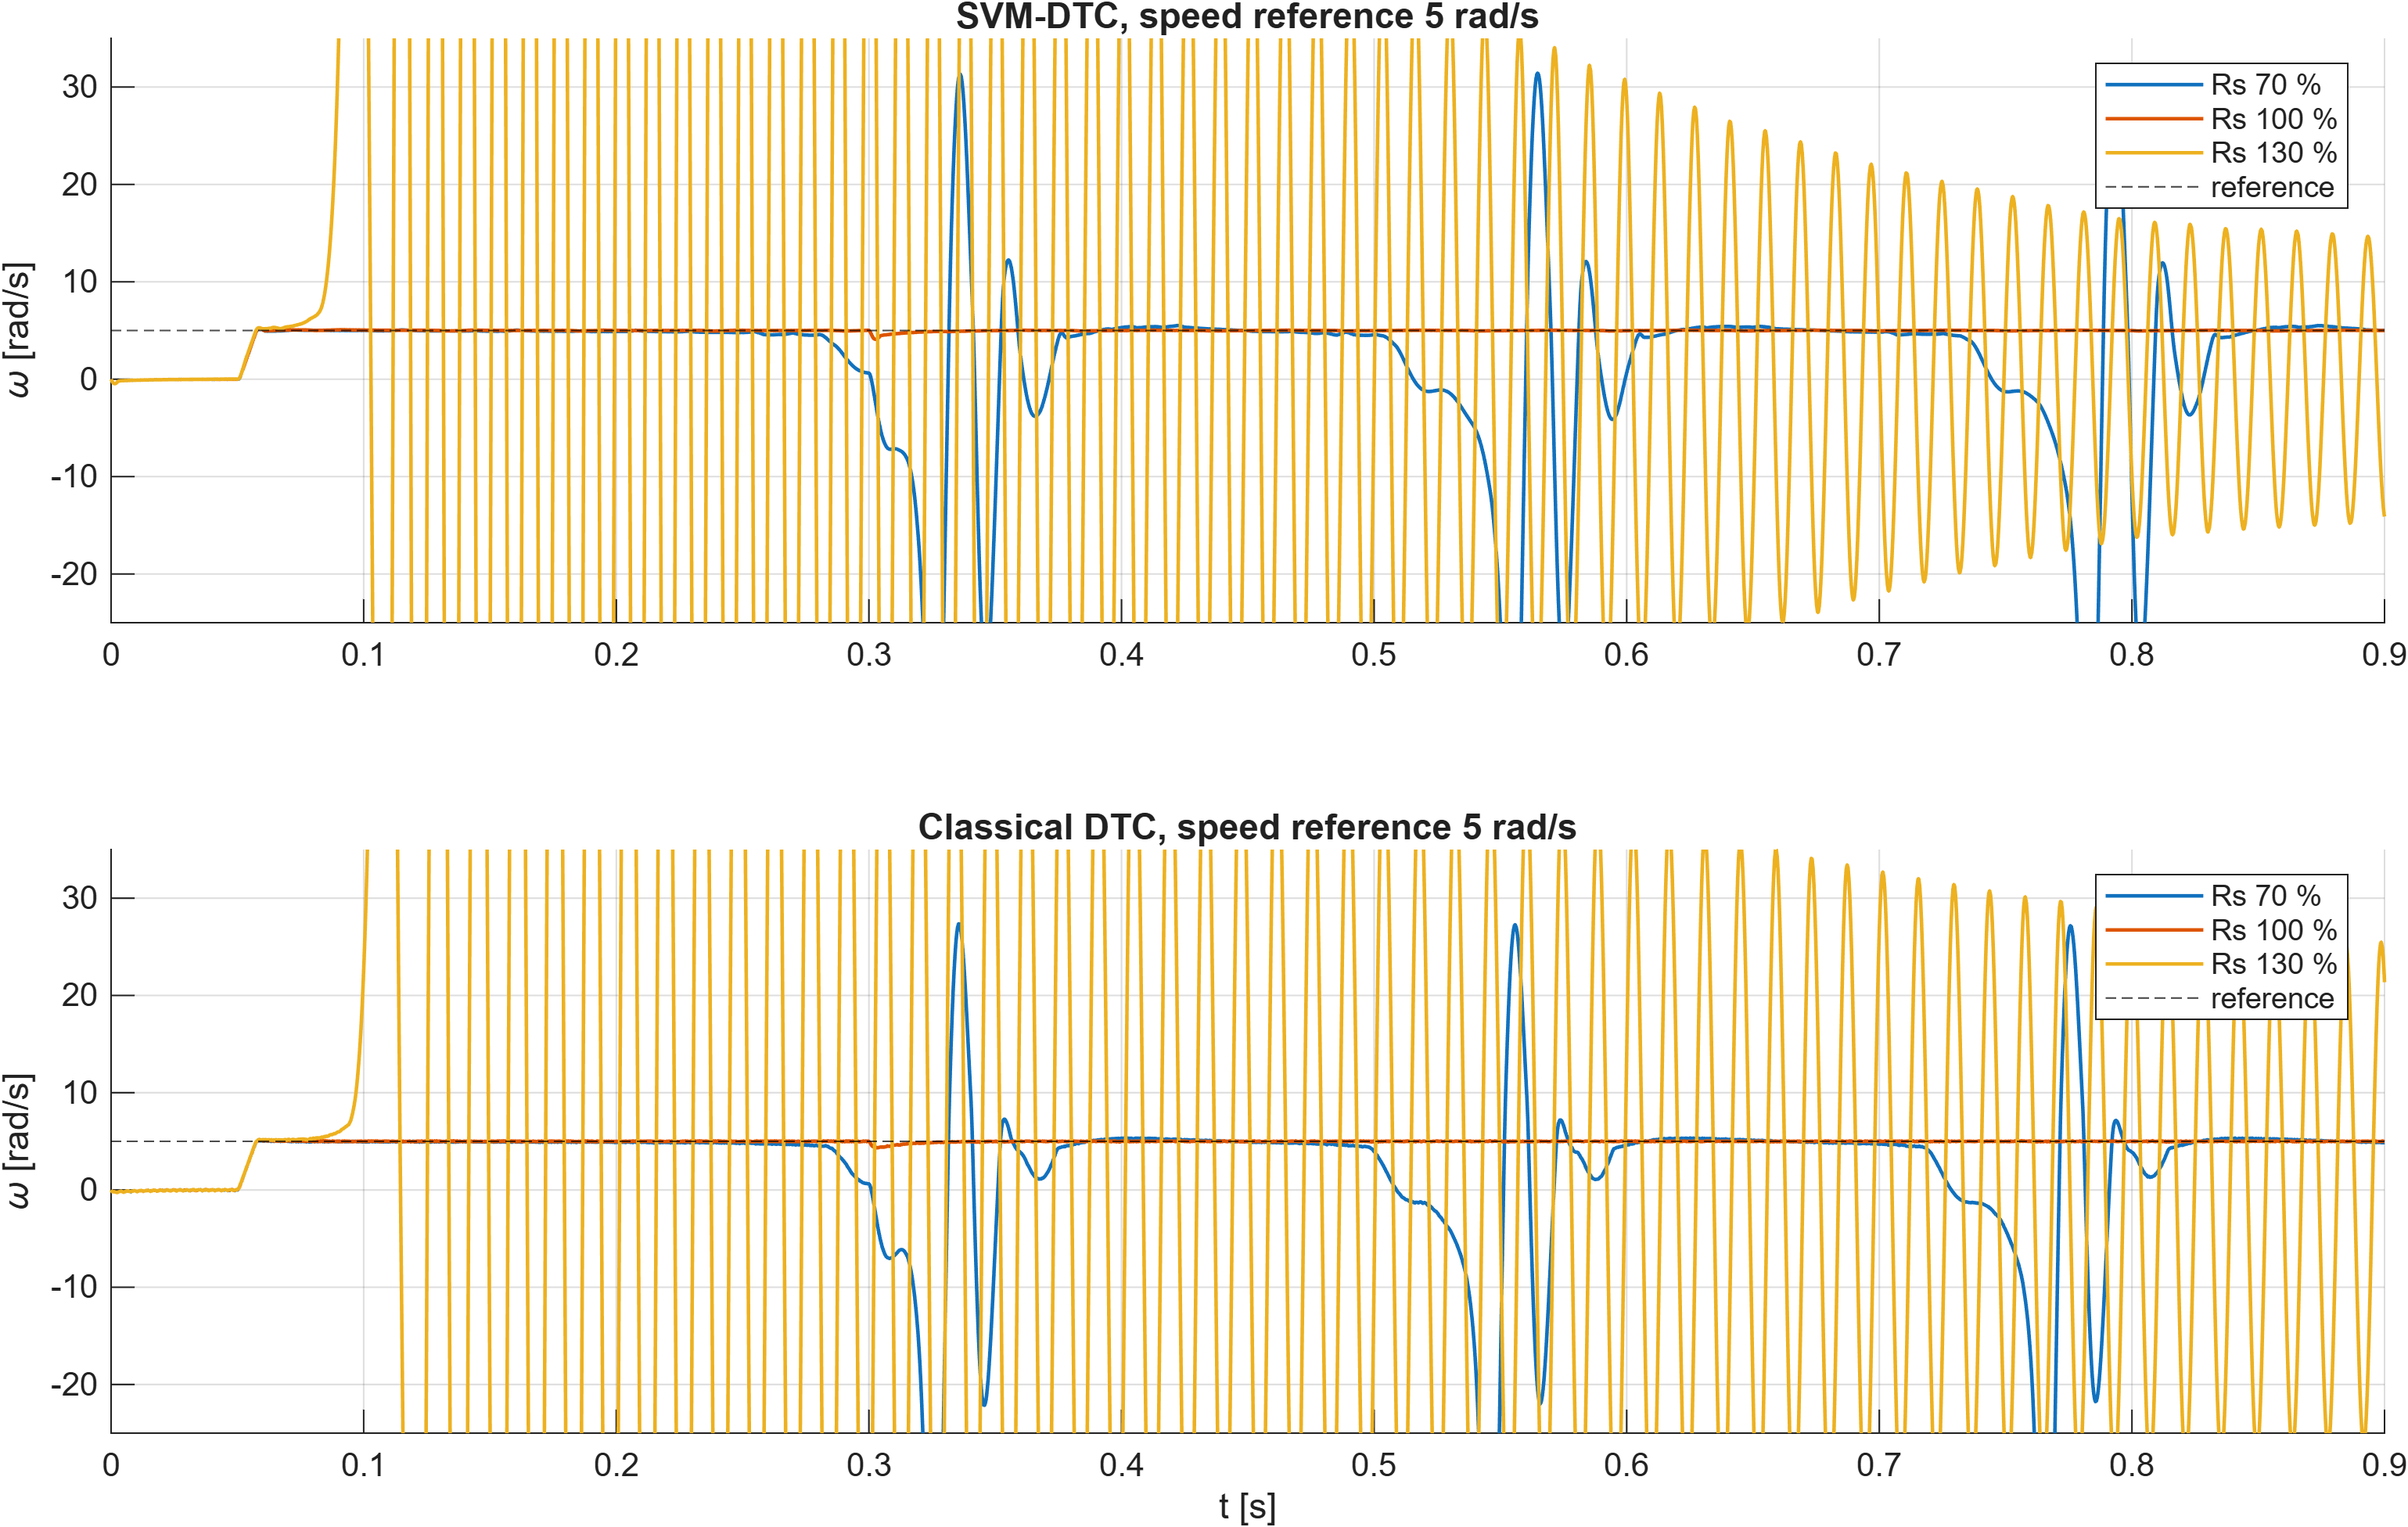 SVM-DTC, speed reference 5 rad/s
ω [rad/s]
30
20
10
0
-10
-20
Rs 70 %
Rs 100 %
Rs 130 %
reference
0 0.1 0.2 0.3 0.4 0.5 0.6 0.7 0.8 0.9
Classical DTC, speed reference 5 rad/s
ω [rad/s]
30
20
10
0
-10
-20
Rs 70 %
Rs 100 %
Rs 130 %
reference
0 0.1 0.2 0.3 0.4 0.5 0.6 0.7 0.8 0.9
t [s]